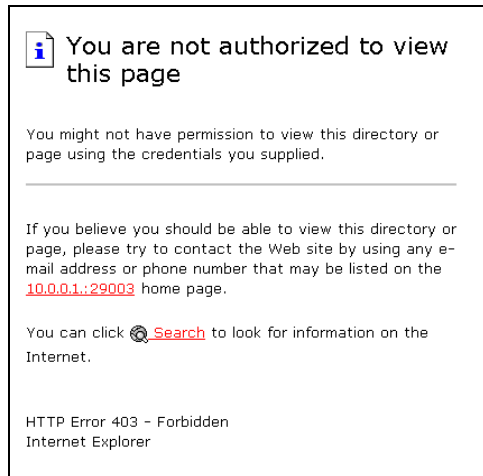 You are not authorized to view
this page
You might not have permission to view this directory or
page using the credentials you supplied.
If you believe you should be able to view this directory or
page, please try to contact the Web site by using any e-
mail address or phone number that may be listed on the
10.0.0.1.:29003 home page.
You can click Search to look for information on the
Internet.
HTTP Error 403 - Forbidden
Internet Explorer